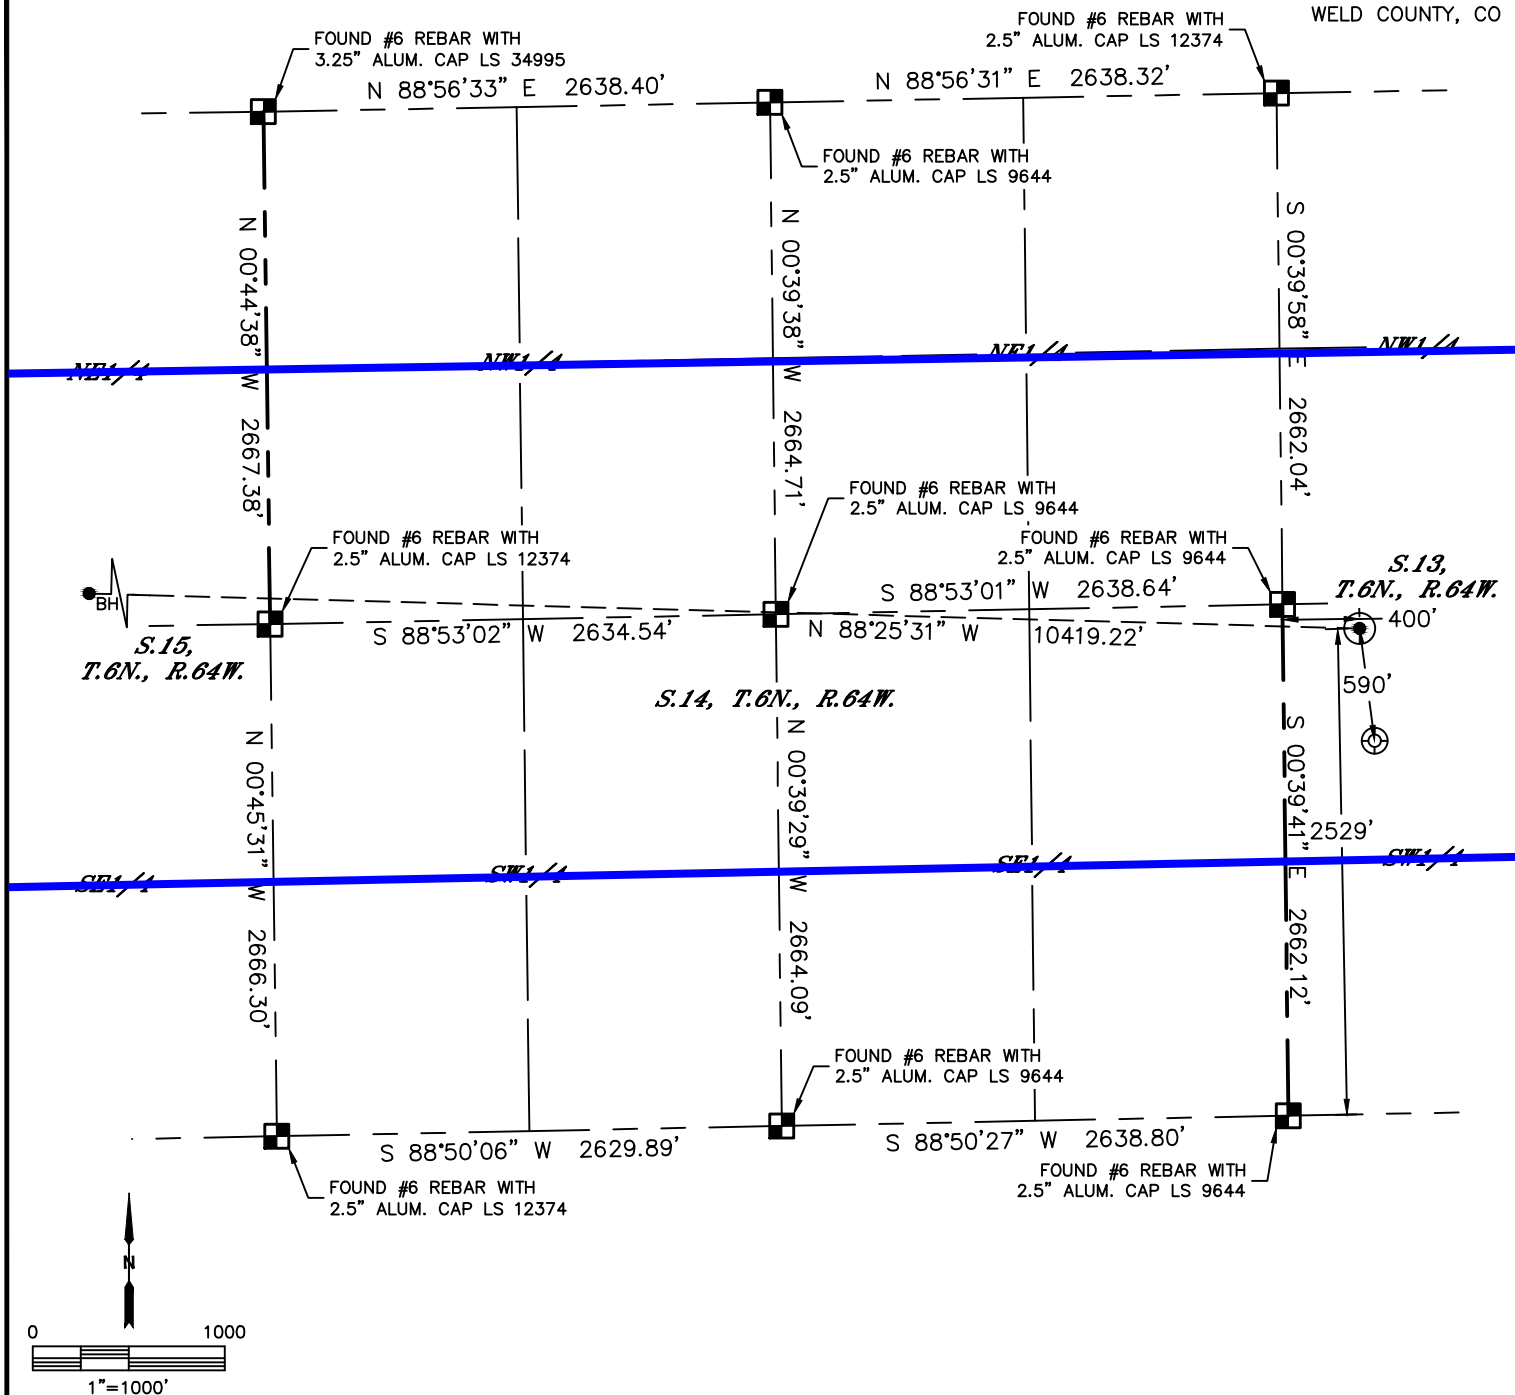 WELD COUNTY, CO
FOUND #6 REBAR WITH
3.25" ALUM. CAP LS 34995
FOUND #6 REBAR WITH
2.5" ALUM. CAP LS 12374
N 88°56'33" E 2638.40'
N 88°56'31" E 2638.32'
FOUND #6 REBAR WITH
2.5" ALUM. CAP LS 9644
N 00°44'38" W 2667.38'
N 00°39'38" W 2664.71'
S 00°39'58" E 2662.04'
NE1/4
NW1/4
NE1/4
NW1/4
FOUND #6 REBAR WITH
2.5" ALUM. CAP LS 9644
FOUND #6 REBAR WITH
2.5" ALUM. CAP LS 12374
FOUND #6 REBAR WITH
2.5" ALUM. CAP LS 9644
S.13,
T.6N., R.64W.
BH
S 88°53'01" W 2638.64'
400'
S 88°53'02" W 2634.54'
N 88°25'31" W 10419.22'
S.15,
T.6N., R.64W.
S.14, T.6N., R.64W.
590'
N 00°45'31" W 2666.30'
N 00°39'29" W 2664.09'
S 00°39'41" E 2662.12'
2529'
SE1/4
SW1/4
SE1/4
SW1/4
FOUND #6 REBAR WITH
2.5" ALUM. CAP LS 9644
S 88°50'06" W 2629.89'
S 88°50'27" W 2638.80'
FOUND #6 REBAR WITH
2.5" ALUM. CAP LS 9644
FOUND #6 REBAR WITH
2.5" ALUM. CAP LS 12374
N
0 1000
1"=1000'